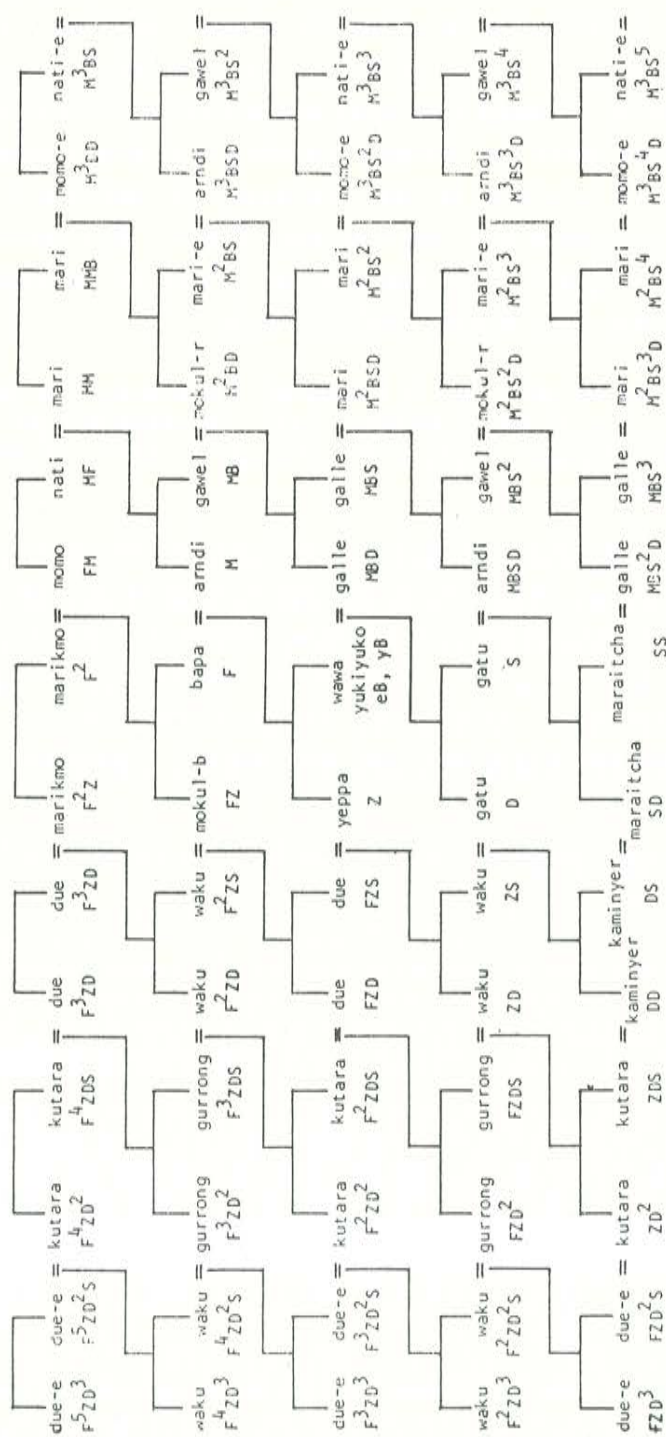 due-e due-e = kutara kutara = due due = marikmo marikmo = momo nati = mari mari = momo-e nati-e =
F⁵ZD³ F⁵ZD²S F⁴ZD² F⁴ZDS F³ZD F³ZD F²Z F² FM MF MM MMB M³BD M³BS
waku waku = gurrong gurrong = waku waku = mokul-b bapa = arndi gawel = mokul-r mari-e = arndi gawel =
F⁴ZD³ F⁴ZD²S F³ZD² F³ZDS F²ZD F²ZS FZ F M MB M²BD M²BS M³BSD M³BS²
due-e due-e = kutara kutara = due due = yeppa wawa galle galle = mari mari = momo-e nati-e =
yukiyuko
F³ZD³ F³ZD²S F²ZD² F²ZDS FZD FZS Z eB, yB MBD MBS M²BSD M²BS² M³BS²D M³BS³
waku waku = gurrong gurrong = waku waku = gatu gatu = arndi gawel = mokul-r mari-e = arndi gawel =
F²ZD³ F²ZD²S FZD² FZDS ZD ZS D S MBSD MBS² M²BS²D M²BS³ M³BS³D M³BS⁴
due-e due-e = kutara kutara = kaminyer kaminyer = maraitcha maraitcha = galle galle = mari mari = momo-e nati-e =
FZD³ FZD²S ZD² ZDS DD DS SD SS MBS²D MBS³ M²BS³D M²BS⁴ M³BS⁴D M³BS⁵